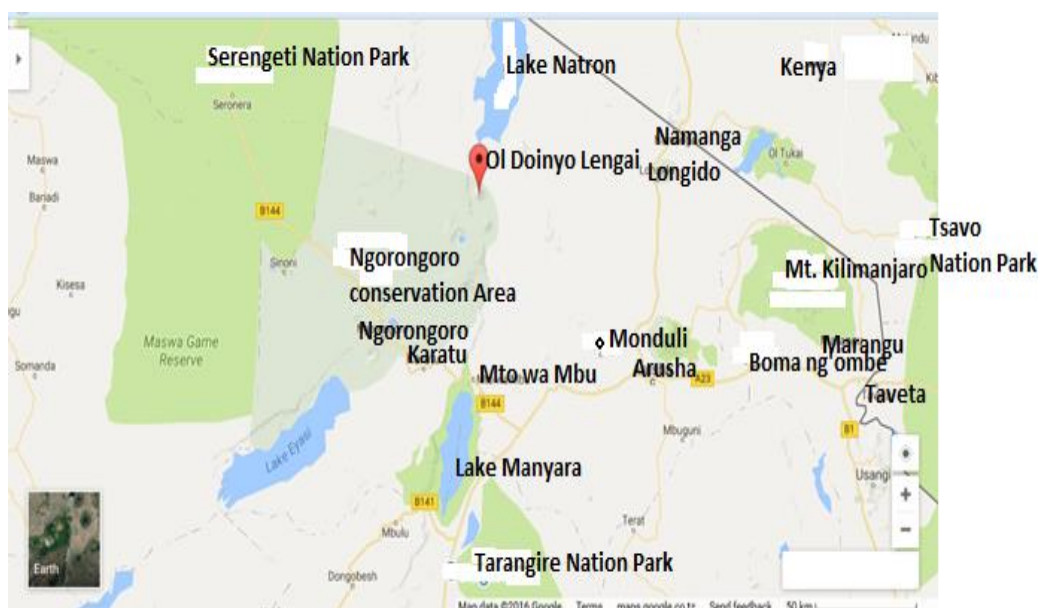 Serengeti Nation Park
Seronera
Lake Natron
Kenya
Namanga
Longido
Ol Tukai
Ol Doinyo Lengai
Maswa
Bariadi
B144
Tsavo
Nation Park
Ngorongoro
conservation Area
Sinoni
Mt. Kilimanjaro
Kisesa
Maswa Game
Reserve
Ngorongoro
Karatu
Monduli
Marangu
Somanda
Mto wa Mbu
Arusha
Boma ng'ombe
A23
Taveta
B144
Mbuguni
B1
Lake Eyasi
Lake Manyara
Usangi
B141
Mbulu
Terat
Earth
Dongobesh
Tarangire Nation Park
Map data ©2016 Google Terms maps.google.co.tz Send feedback 50 km